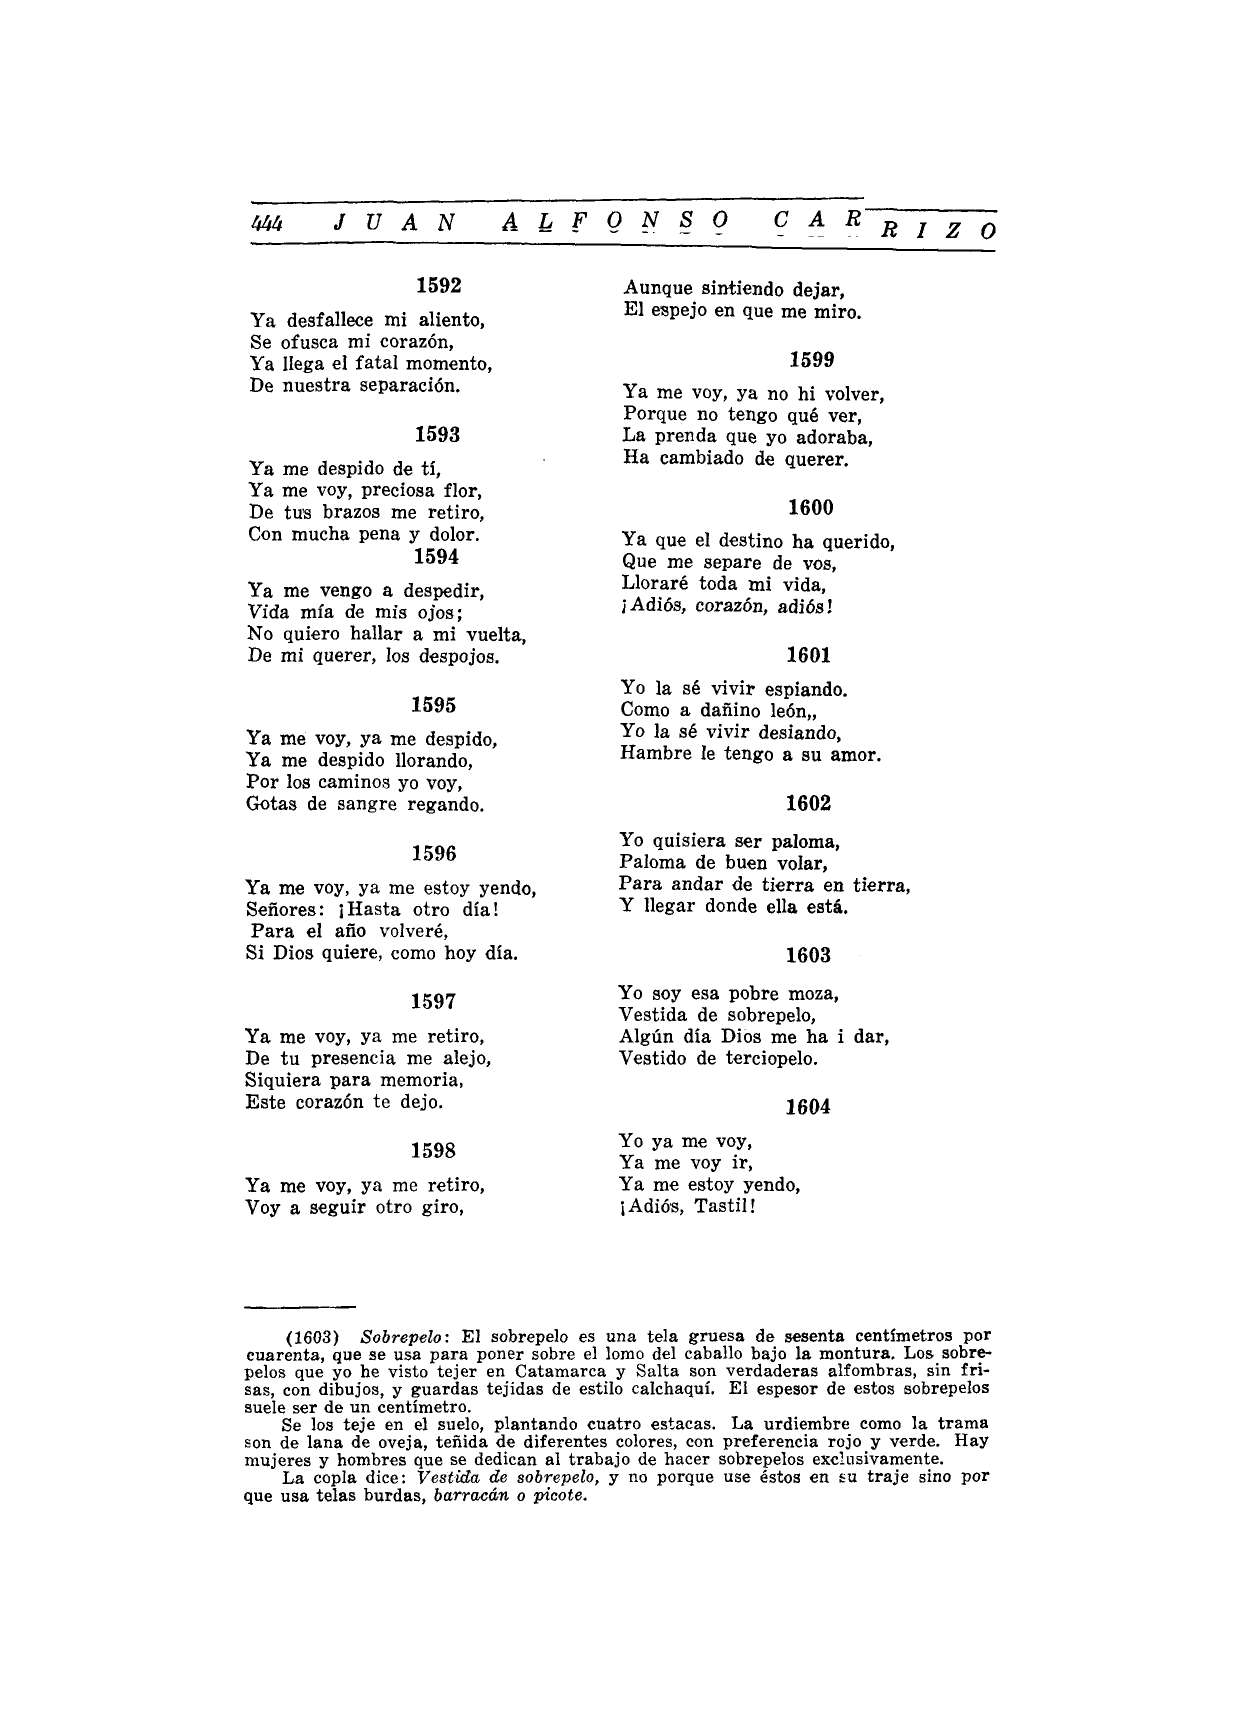 444 JUAN ALFONSO CARRIZO
1592
Ya desfallece mi aliento,
Se ofusca mi corazón,
Ya llega el fatal momento,
De nuestra separación.
1593
Ya me despido de tí,
Ya me voy, preciosa flor,
De tus brazos me retiro,
Con mucha pena y dolor.
1594
Ya me vengo a despedir,
Vida mía de mis ojos;
No quiero hallar a mi vuelta,
De mi querer, los despojos.
1595
Ya me voy, ya me despido,
Ya me despido llorando,
Por los caminos yo voy,
Gotas de sangre regando.
1596
Ya me voy, ya me estoy yendo,
Señores: ¡Hasta otro día!
Para el año volveré,
Si Dios quiere, como hoy día.
1597
Ya me voy, ya me retiro,
De tu presencia me alejo,
Siquiera para memoria,
Este corazón te dejo.
1598
Ya me voy, ya me retiro,
Voy a seguir otro giro,
Aunque sintiendo dejar,
El espejo en que me miro.
1599
Ya me voy, ya no hi volver,
Porque no tengo qué ver,
La prenda que yo adoraba,
Ha cambiado de querer.
1600
Ya que el destino ha querido,
Que me separe de vos,
Lloraré toda mi vida,
¡Adiós, corazón, adiós!
1601
Yo la sé vivir espiando.
Como a dañino león,,
Yo la sé vivir desiando,
Hambre le tengo a su amor.
1602
Yo quisiera ser paloma,
Paloma de buen volar,
Para andar de tierra en tierra,
Y llegar donde ella está.
1603
Yo soy esa pobre moza,
Vestida de sobrepelo,
Algún día Dios me ha i dar,
Vestido de terciopelo.
1604
Yo ya me voy,
Ya me voy ir,
Ya me estoy yendo,
¡Adiós, Tastil!
(1603) Sobrepelo: El sobrepelo es una tela gruesa de sesenta centímetros por
cuarenta, que se usa para poner sobre el lomo del caballo bajo la montura. Los sobre-
pelos que yo he visto tejer en Catamarca y Salta son verdaderas alfombras, sin fri-
sas, con dibujos, y guardas tejidas de estilo calchaquí. El espesor de estos sobrepelos
suele ser de un centímetro.
Se los teje en el suelo, plantando cuatro estacas. La urdiembre como la trama
son de lana de oveja, teñida de diferentes colores, con preferencia rojo y verde. Hay
mujeres y hombres que se dedican al trabajo de hacer sobrepelos exclusivamente.
La copla dice: Vestida de sobrepelo, y no porque use éstos en su traje sino por
que usa telas burdas, barracán o picote.